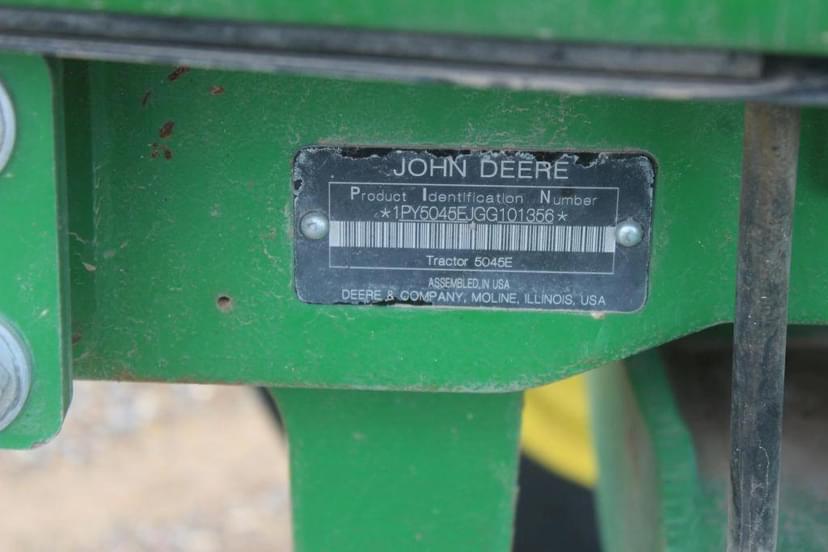 JOHN DEERE
Product Identification Number
*1PY5045EJGG101356*
Tractor 5045E
ASSEMBLED IN USA
DEERE & COMPANY, MOLINE, ILLINOIS, USA